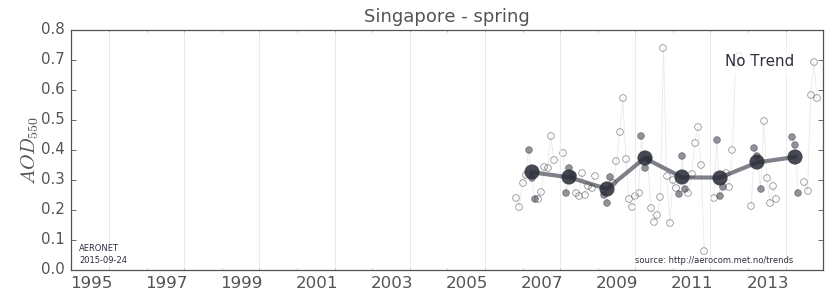 Singapore - spring
0.8
0.7
0.6
0.5
0.4
0.3
0.2
0.1
0.0
AOD550
No Trend
AERONET
2015-09-24
source: http://aerocom.met.no/trends
1995 1997 1999 2001 2003 2005 2007 2009 2011 2013